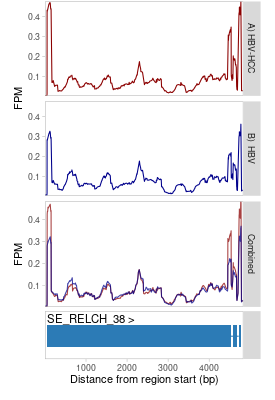 0.4
0.3
0.2
0.1
A) HBV-HCC
FPM
0.4
0.3
0.2
0.1
B) HBV
0.4
0.3
0.2
0.1
FPM
Combined
SE_RELCH_38 >
1000 2000 3000 4000
Distance from region start (bp)